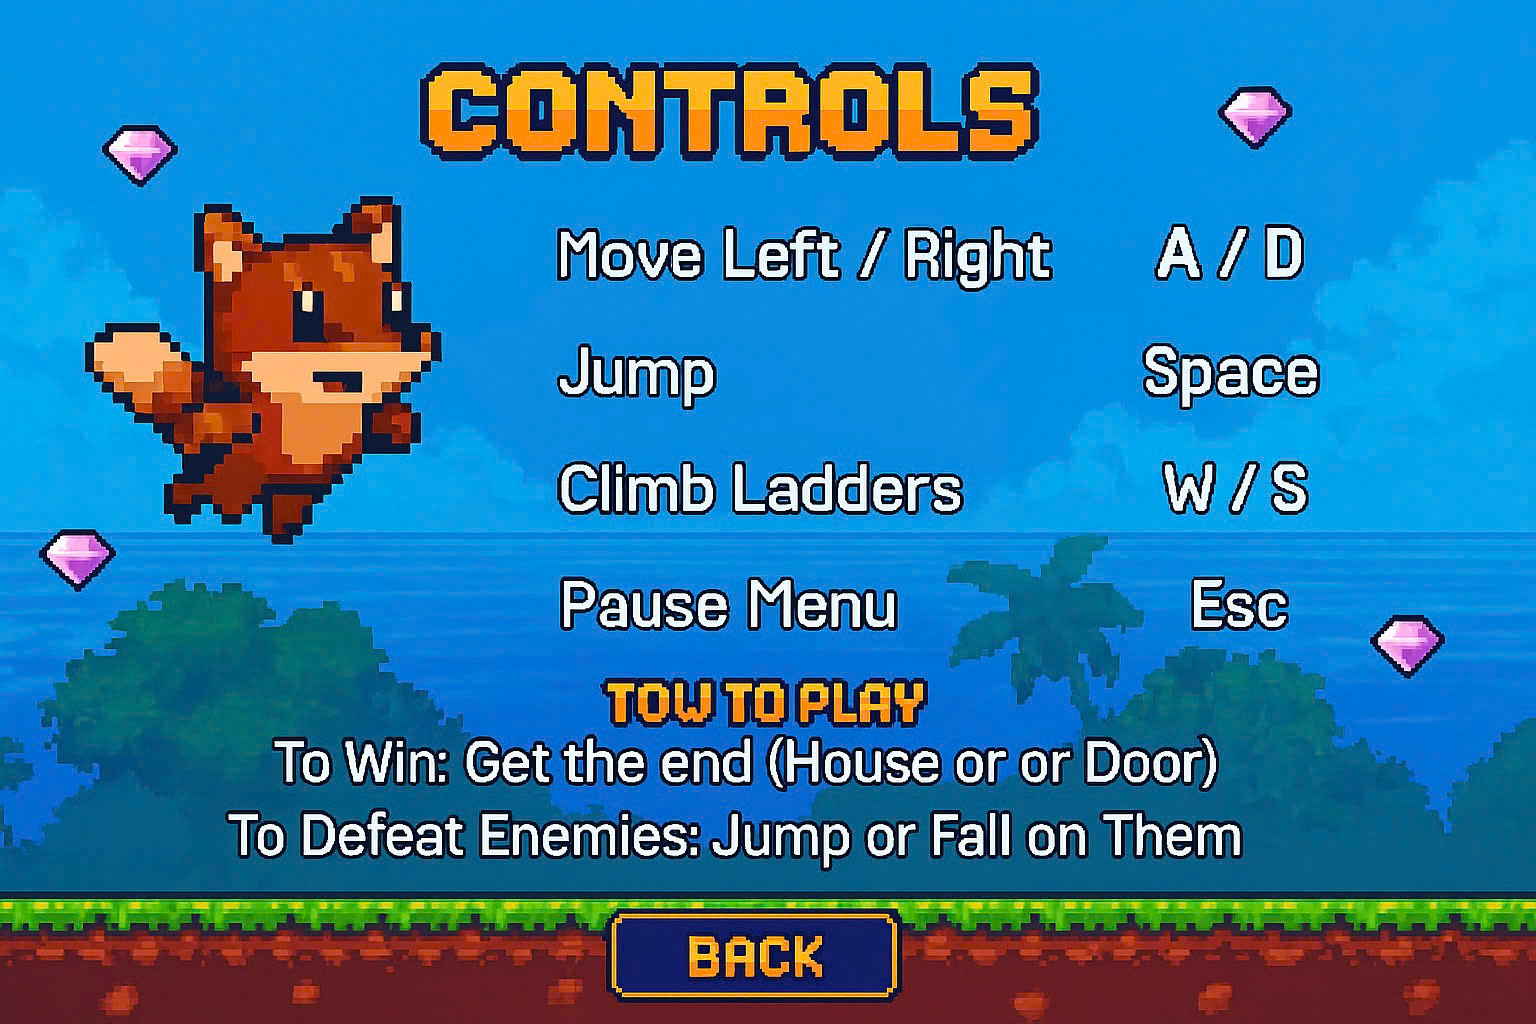 CONTROLS
Move Left / Right A / D
Jump Space
Climb Ladders W / S
Pause Menu Esc
TOW TO PLAY
To Win: Get the end (House or or Door)
To Defeat Enemies: Jump or Fall on Them
BACK